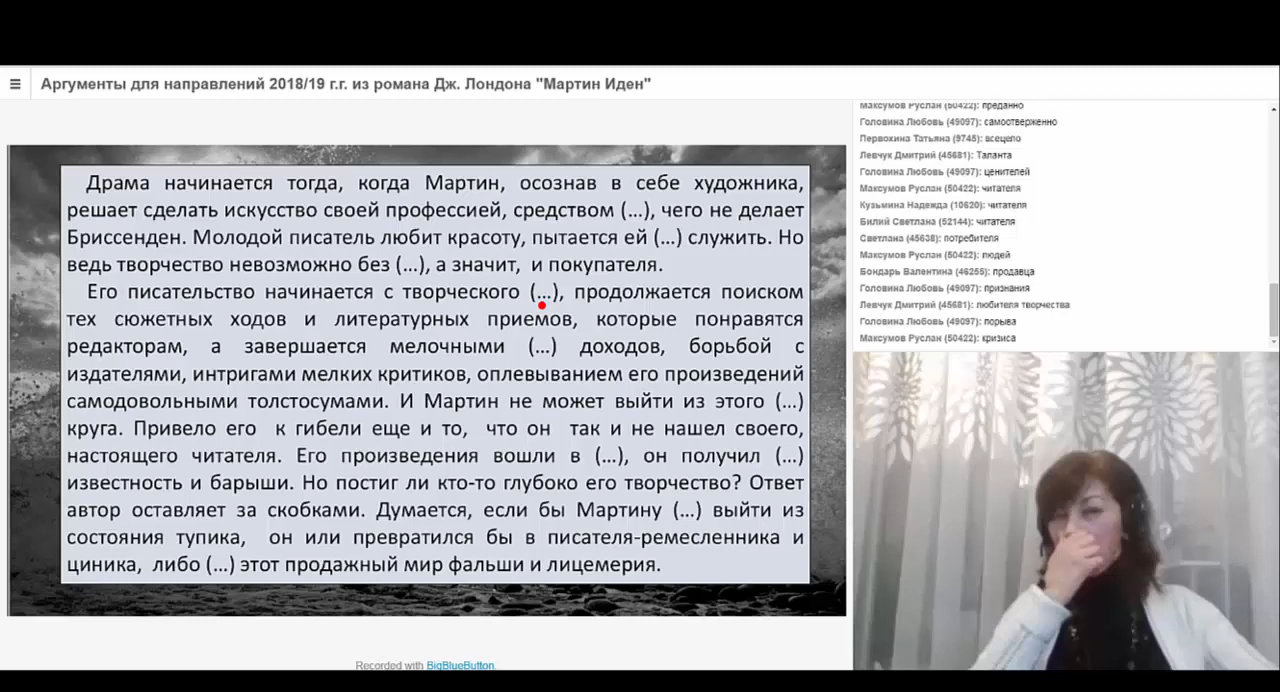 Аргументы для направлений 2018/19 г.г. из романа Дж. Лондона "Мартин Иден"
Драма начинается тогда, когда Мартин, осознав в себе художника,
решает сделать искусство своей профессией, средством (...), чего не делает
Бриссенден. Молодой писатель любит красоту, пытается ей (...) служить. Но
ведь творчество невозможно без (...), а значит, и покупателя.
Его писательство начинается с творческого (...), продолжается поиском
тех сюжетных ходов и литературных приемов, которые понравятся
редакторам, а завершается мелочными (...) доходов, борьбой с
издателями, интригами мелких критиков, оплевыванием его произведений
самодовольными толстосумами. И Мартин не может выйти из этого (...)
круга. Привело его к гибели еще и то, что он так и не нашел своего,
настоящего читателя. Его произведения вошли в (...), он получил (...)
известность и барыши. Но постиг ли кто-то глубоко его творчество? Ответ
автор оставляет за скобками. Думается, если бы Мартину (...) выйти из
состояния тупика, он или превратился бы в писателя-ремесленника и
циника, либо (...) этот продажный мир фальши и лицемерия.
Recorded with BigBlueButton.
Максумов Руслан (50422): преданно
Головина Любовь (49097): самоотверженно
Первохина Татьяна (9745): всецело
Левчук Дмитрий (45681): Таланта
Головина Любовь (49097): ценителей
Максумов Руслан (50422): читателя
Кузьмина Надежда (10620): читателя
Билий Светлана (52144): читателя
Светлана (45638): потребителя
Максумов Руслан (50422): людей
Бондарь Валентина (46255): продавца
Головина Любовь (49097): признания
Левчук Дмитрий (45681): любителя творчества
Головина Любовь (49097): порыва
Максумов Руслан (50422): кризиса